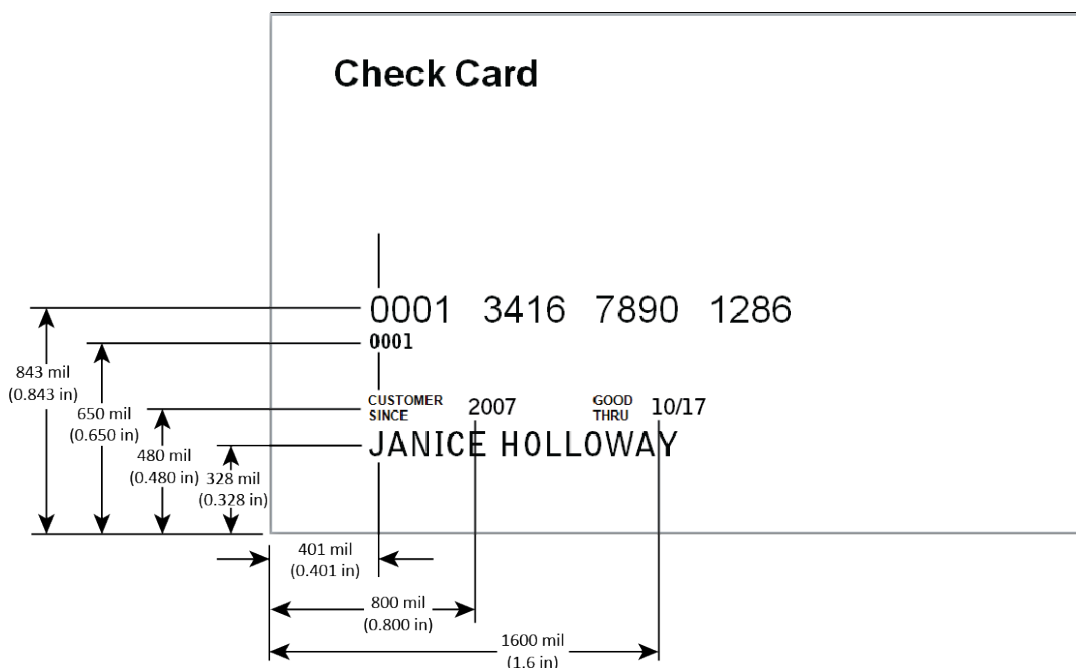 Check Card
0001 3416 7890 1286
0001
843 mil
(0.843 in)
650 mil
(0.650 in)
CUSTOMER
SINCE
2007
GOOD
THRU
10/17
480 mil
(0.480 in)
JANICE HOLLOWAY
328 mil
(0.328 in)
401 mil
(0.401 in)
800 mil
(0.800 in)
1600 mil
(1.6 in)